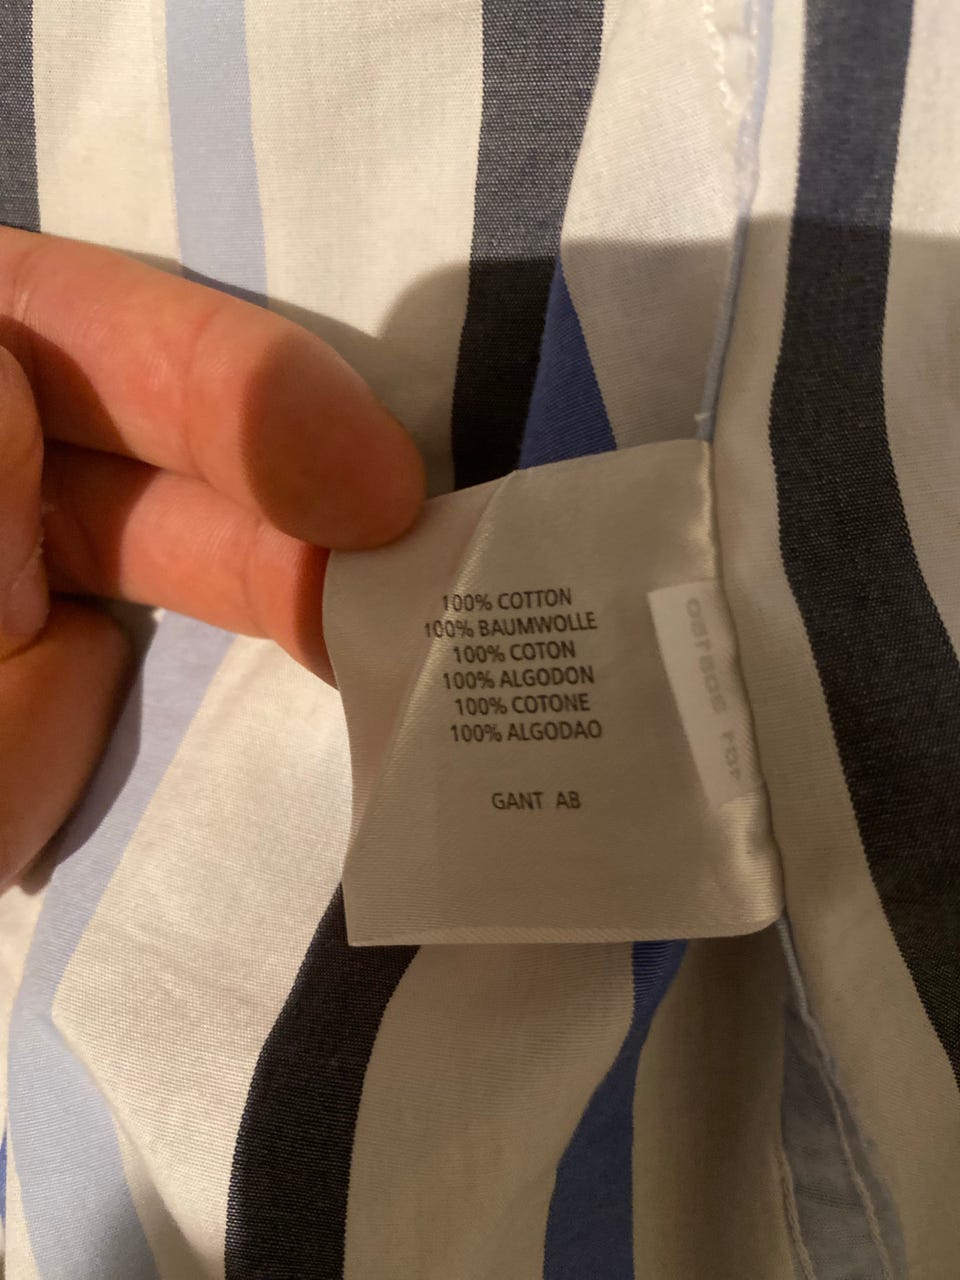 100% COTTON
100% BAUMWOLLE
100% COTON
100% ALGODON
100% COTONE
100% ALGODAO
GANT AB